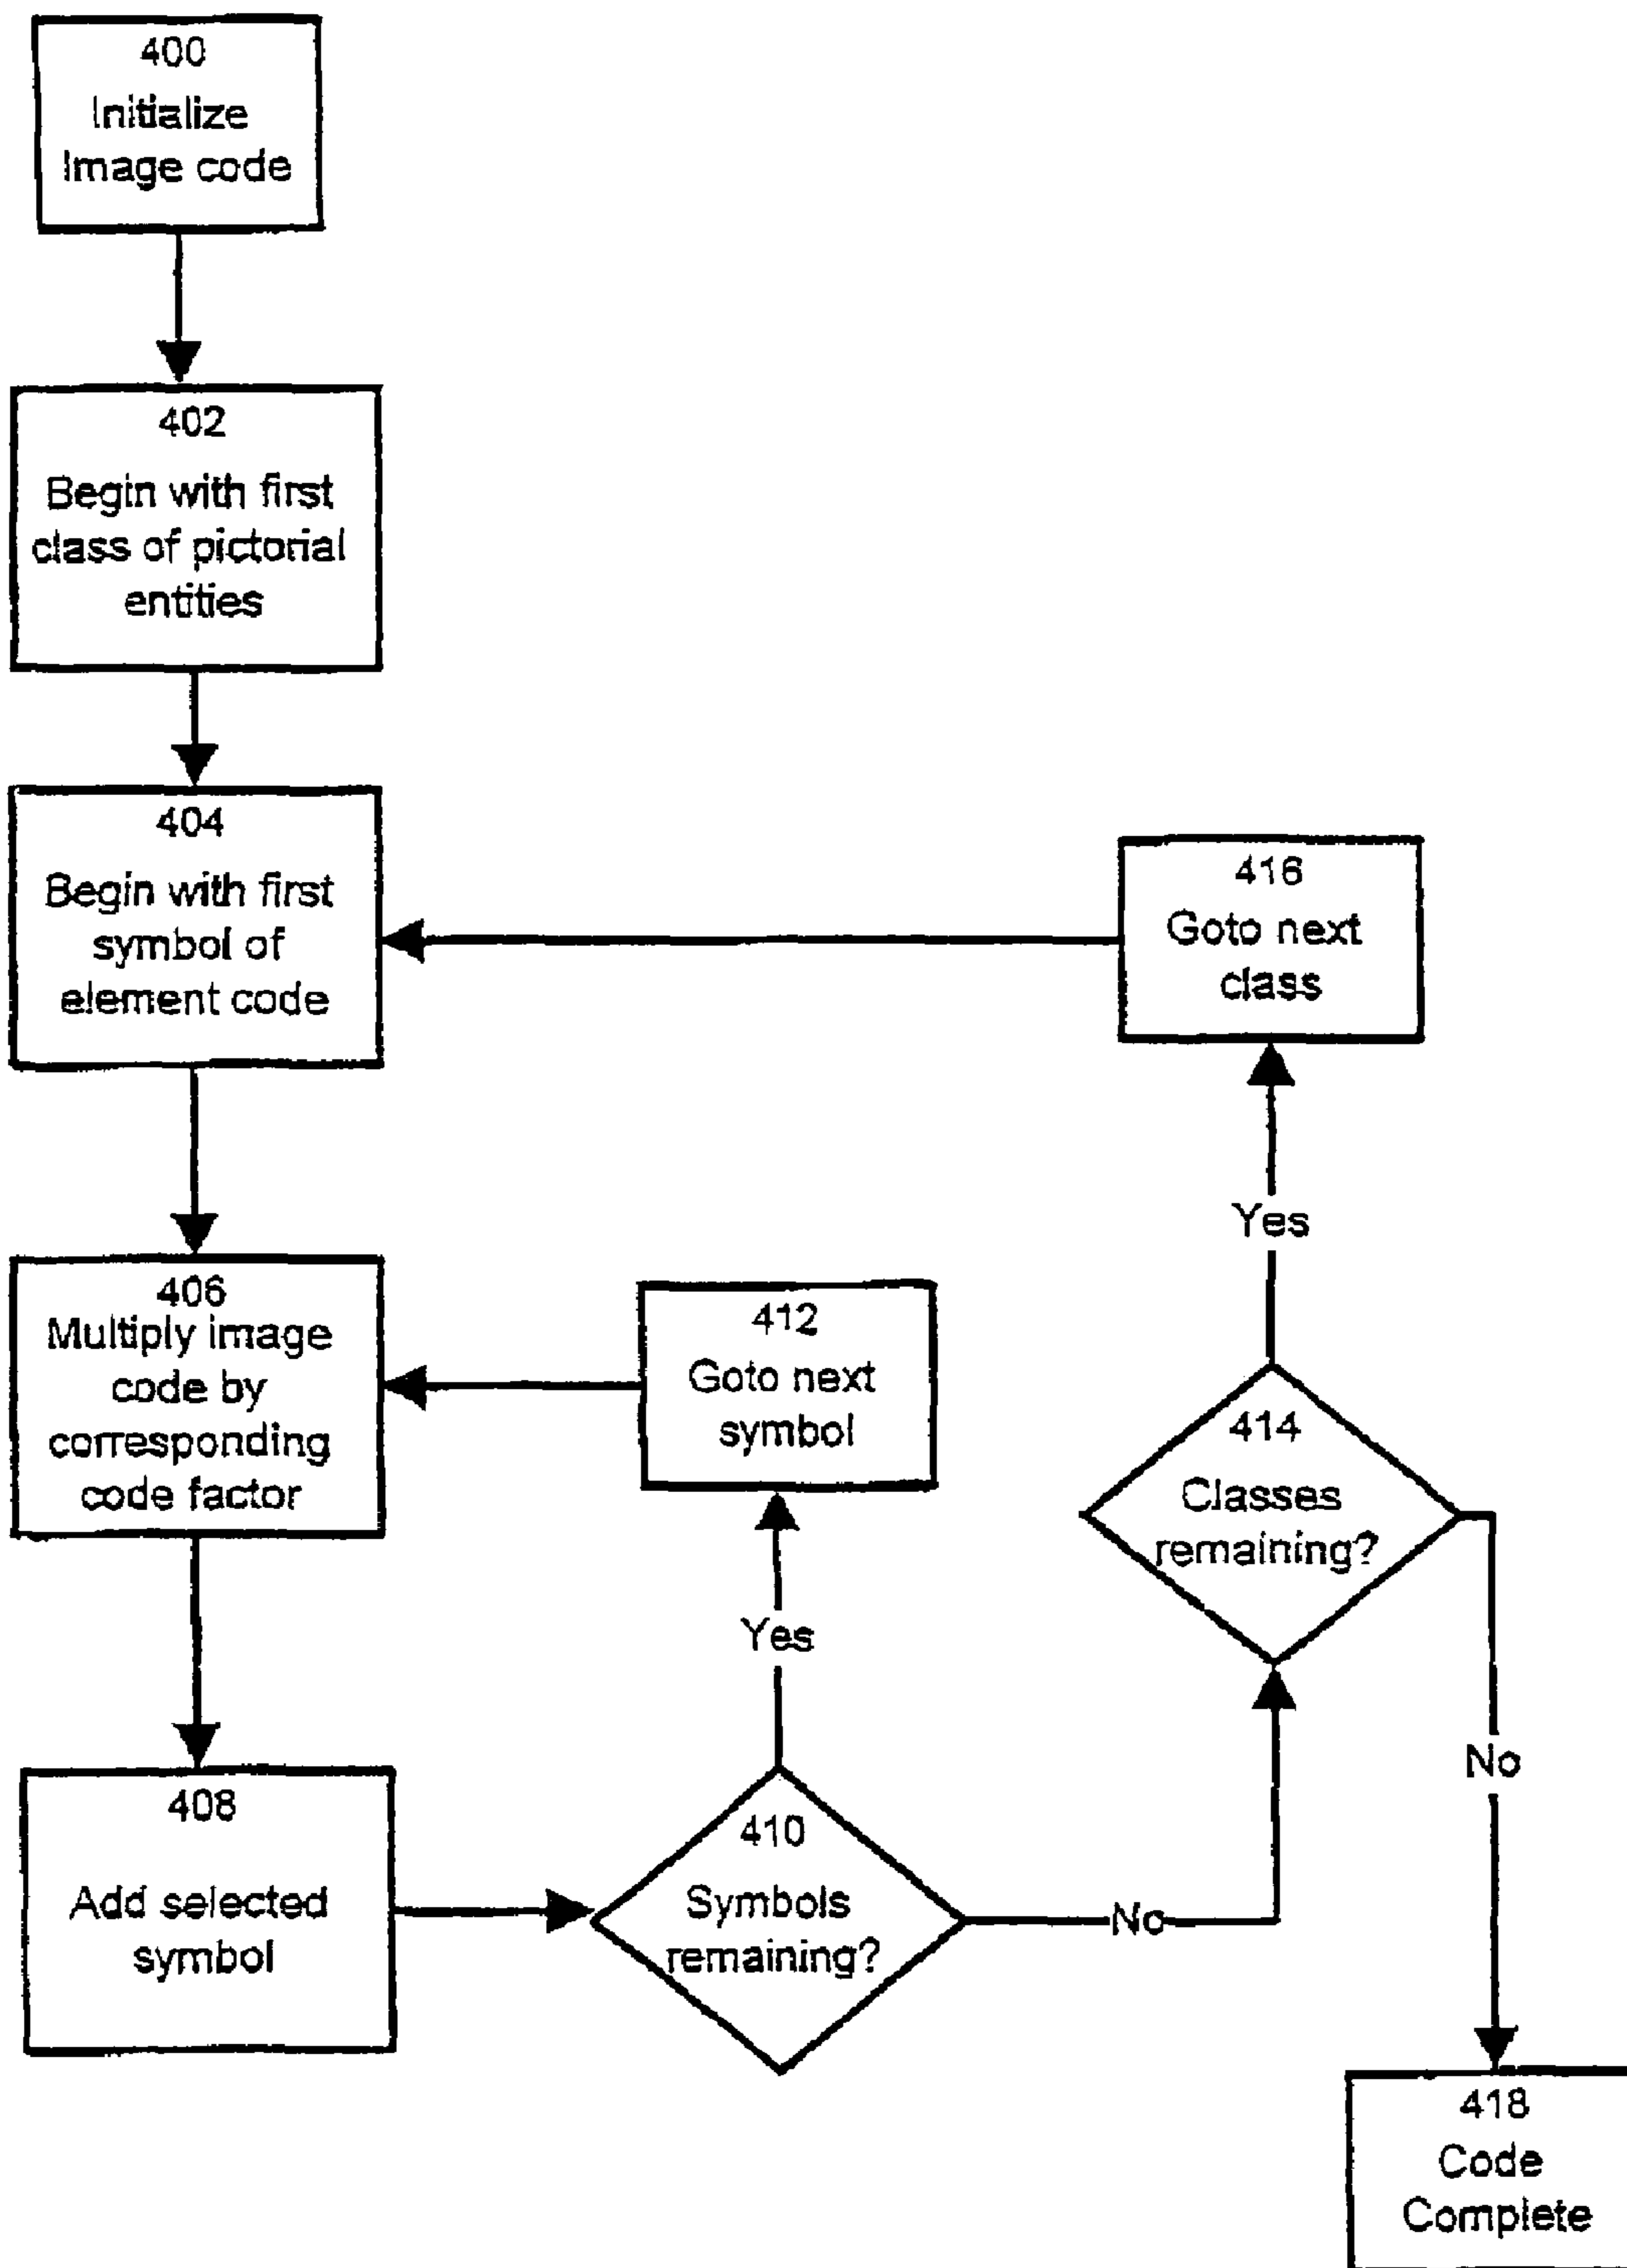 400
Initialize
Image code
402
Begin with first
class of pictorial
entities
404
Begin with first
symbol of
element code
416
Goto next
class
Yes
406
Multiply image
code by
corresponding
code factor
412
Goto next
symbol
414
Classes
remaining?
Yes
No
408
Add selected
symbol
410
Symbols
remaining?
No
418
Code
Complete